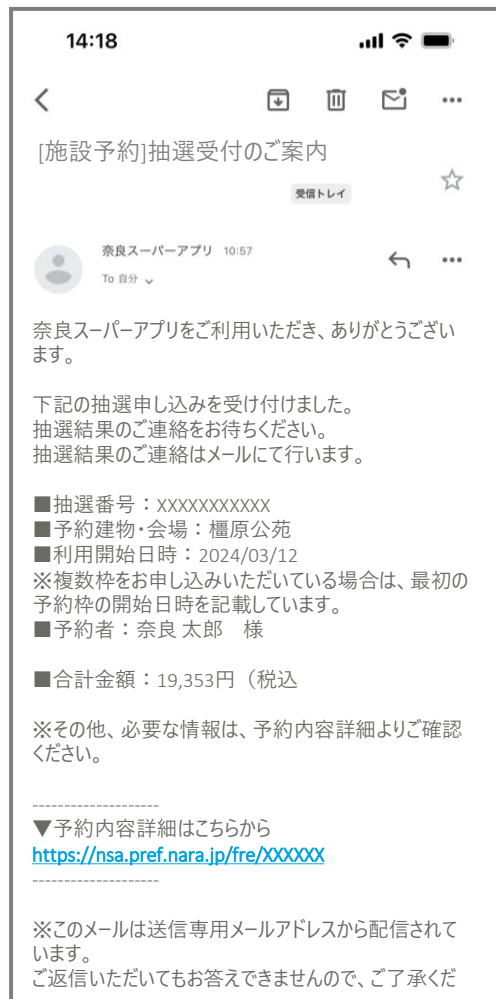 14:18
[施設予約]抽選受付のご案内
受信トレイ
奈良スーパーアプリ 10:57
To 自分
奈良スーパーアプリをご利用いただき、ありがとうござい
ます。
下記の抽選申し込みを受け付けました。
抽選結果のご連絡をお待ちください。
抽選結果のご連絡はメールにて行います。
■抽選番号：XXXXXXXXXXX
■予約建物・会場：橿原公苑
■利用開始日時：2024/03/12
※複数枠をお申し込みいただいている場合は、最初の
予約枠の開始日時を記載しています。
■予約者：奈良 太郎　様
■合計金額：19,353円（税込
※その他、必要な情報は、予約内容詳細よりご確認
ください。
--------------------
▼予約内容詳細はこちらから
https://nsa.pref.nara.jp/fre/XXXXXX
--------------------
※このメールは送信専用メールアドレスから配信されて
います。
ご返信いただいてもお答えできませんので、ご了承くだ